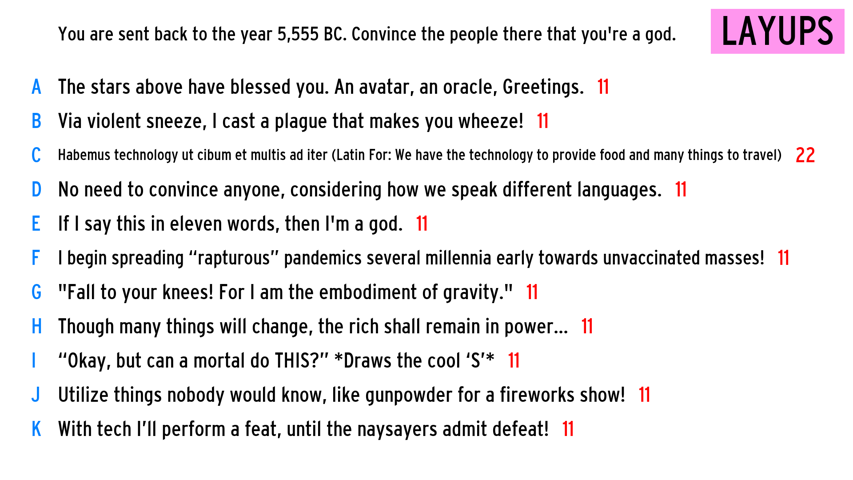 You are sent back to the year 5,555 BC. Convince the people there that you're a god.
LAYUPS
A The stars above have blessed you. An avatar, an oracle, Greetings. 11
B Via violent sneeze, I cast a plague that makes you wheeze! 11
C Habemus technology ut cibum et multis ad iter (Latin For: We have the technology to provide food and many things to travel) 22
D No need to convince anyone, considering how we speak different languages. 11
E If I say this in eleven words, then I'm a god. 11
F I begin spreading “rapturous” pandemics several millennia early towards unvaccinated masses! 11
G "Fall to your knees! For I am the embodiment of gravity." 11
H Though many things will change, the rich shall remain in power... 11
I “Okay, but can a mortal do THIS?” *Draws the cool ‘S’* 11
J Utilize things nobody would know, like gunpowder for a fireworks show! 11
K With tech I’ll perform a feat, until the naysayers admit defeat! 11